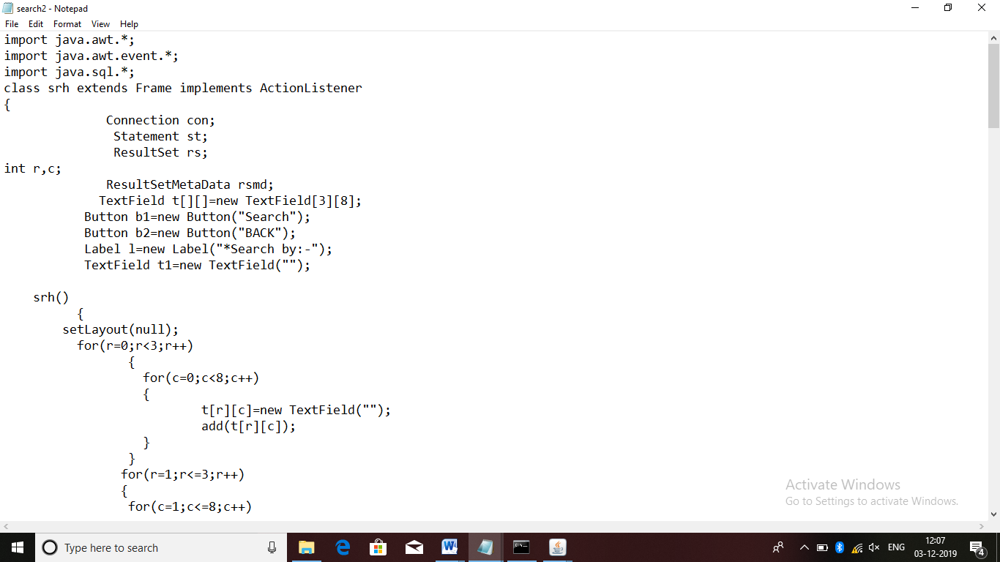 search2 - Notepad
File Edit Format View Help
import java.awt.*;
import java.awt.event.*;
import java.sql.*;
class srh extends Frame implements ActionListener
{
Connection con;
Statement st;
ResultSet rs;
int r,c;
ResultSetMetaData rsmd;
TextField t[][]=new TextField[3][8];
Button b1=new Button("Search");
Button b2=new Button("BACK");
Label l=new Label("*Search by:-");
TextField t1=new TextField("");
srh()
{
setLayout(null);
for(r=0;r<3;r++)
{
for(c=0;c<8;c++)
{
t[r][c]=new TextField("");
add(t[r][c]);
}
}
for(r=1;r<=3;r++)
{
for(c=1;c<=8;c++)
Activate Windows
Go to Settings to activate Windows.
Type here to search
ENG
12:07
03-12-2019
4